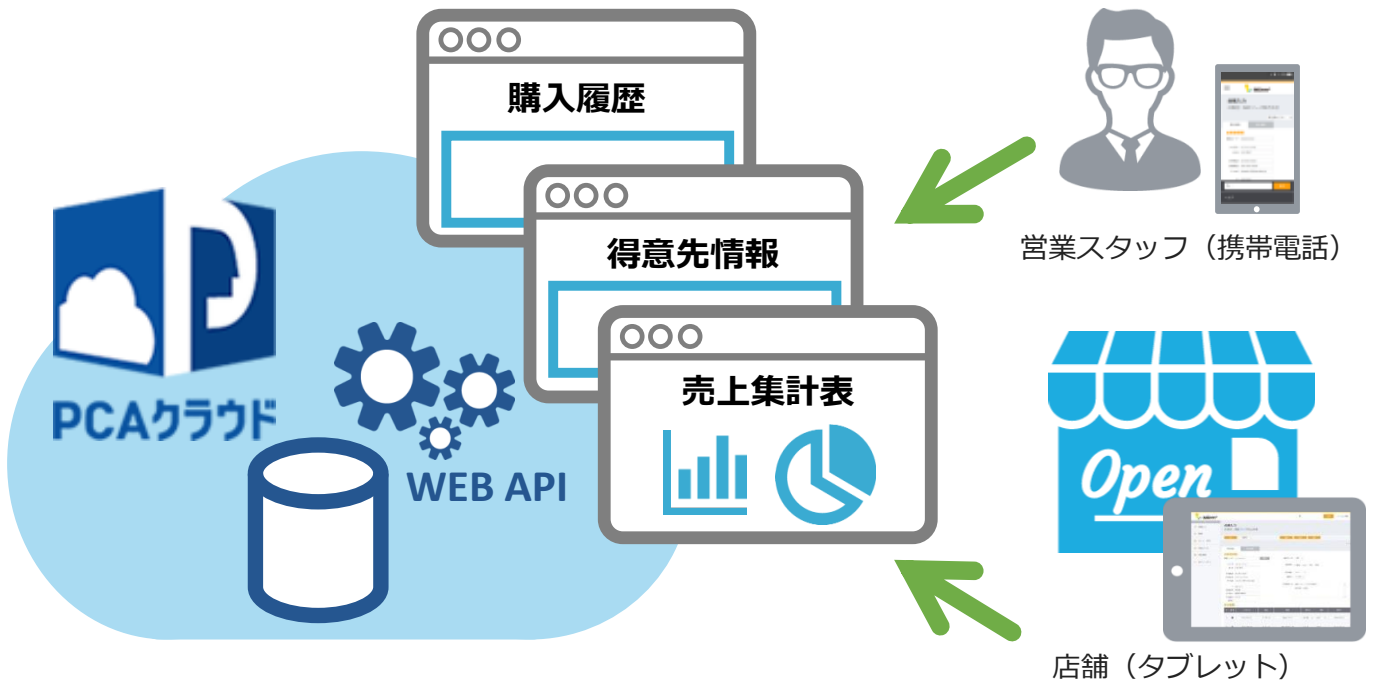 購入履歴
得意先情報
売上集計表
PCAクラウド
WEB API
営業スタッフ（携帯電話）
Open
店舗（タブレット）